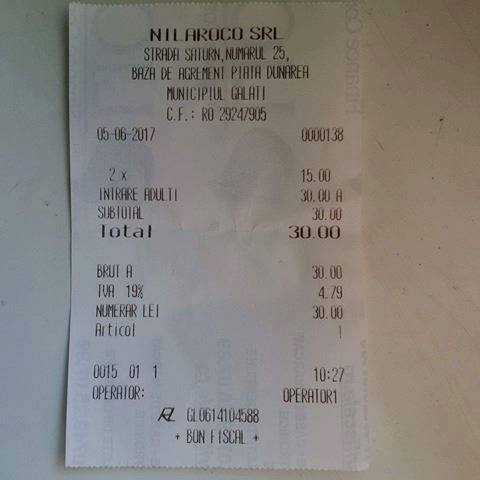 NILAROCO SRL
STRADA SATURN,NUMARUL 25,
BAZA DE AGREMENT PIATA DUNAREA
MUNICIPIUL GALATI
C.F.: RO 29247905
05-06-2017 0000138
2 x 15.00
INTRARE ADULTI 30.00 A
SUBTOTAL 30.00
Total 30.00
BRUT A 30.00
TVA 19% 4.79
NUMERAR LEI 30.00
Articol 1
0015 01 1 10:27
OPERATOR: OPERATOR1
GL0614104588
+ BON FISCAL +